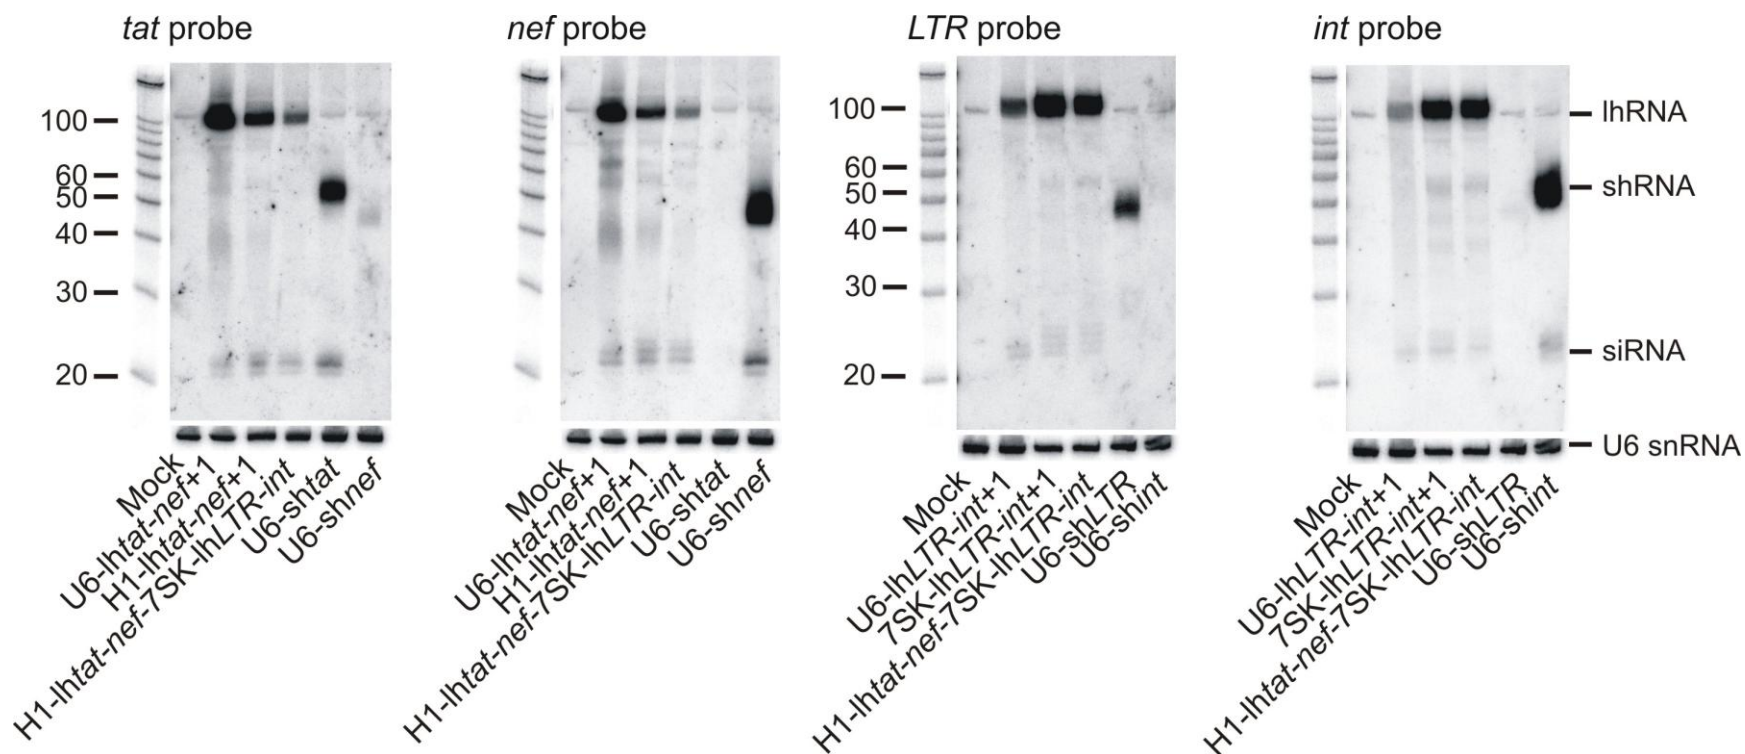 tat probe
100
60
50
40
30
20
Mock
U6-lhtat-nef+1
H1-lhtat-nef+1
H1-lhtat-nef-7SK-lhLTR-int
U6-shtat
U6-shnef
nef probe
Mock
U6-lhtat-nef+1
H1-lhtat-nef+1
H1-lhtat-nef-7SK-lhLTR-int
U6-shtat
U6-shnef
LTR probe
100
60
50
40
30
20
Mock
U6-lhLTR-int+1
7SK-lhLTR-int+1
H1-lhtat-nef-7SK-lhLTR-int
U6-shLTR
U6-shint
int probe
lhRNA
shRNA
siRNA
U6 snRNA
Mock
U6-lhLTR-int+1
7SK-lhLTR-int+1
H1-lhtat-nef-7SK-lhLTR-int
U6-shLTR
U6-shint